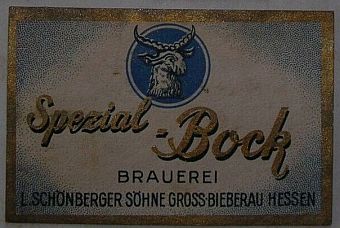 Spezial-Bock
BRAUEREI
L. SCHÖNBERGER SÖHNE GROSS-BIEBERAU HESSEN